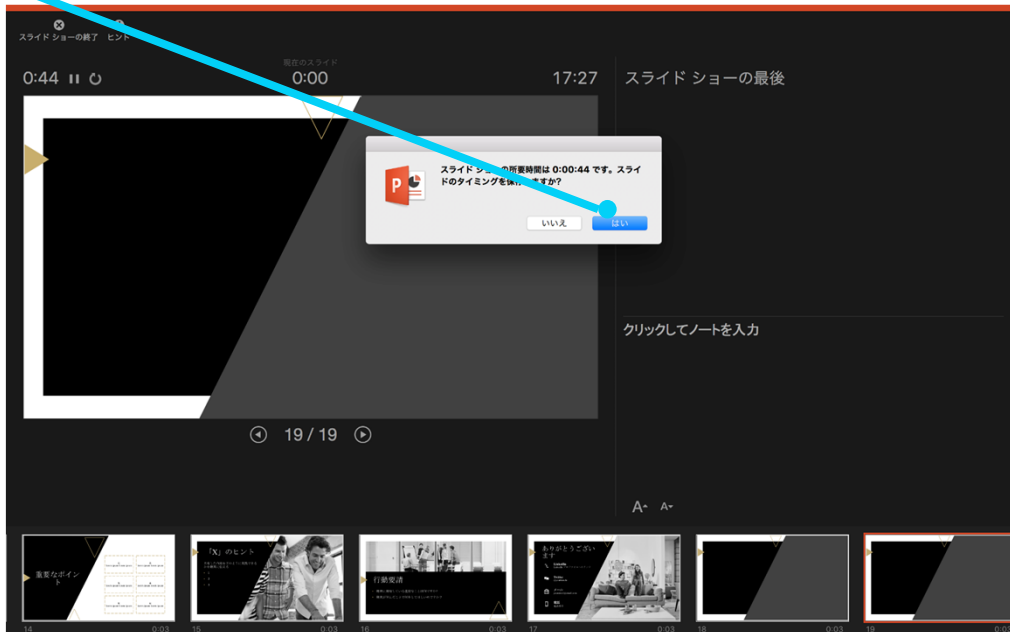 スライド ショーの終了
ヒント
現在のスライド
0:44
0:00
17:27
スライド ショーの最後
スライド ショーの所要時間は 0:00:44 です。スライ
ドのタイミングを保存しますか?
いいえ
はい
P
クリックしてノートを入力
19 / 19
A
A
重要なポイン
ト
「X」のヒント
行動要請
ありがとうござい
ます
14
0:03
15
0:03
16
0:03
17
0:03
18
0:03
19
0:03